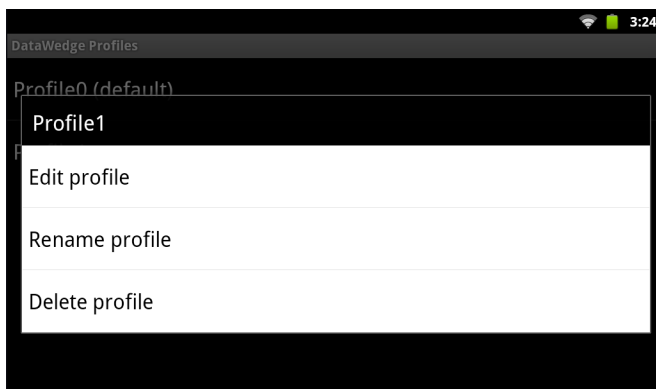 3:24
DataWedge Profiles
Profile0 (default)
Profile1
Edit profile
Rename profile
Delete profile